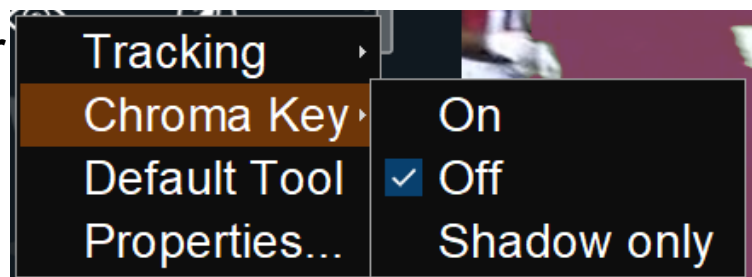 Tracking
Chroma Key
Default Tool
Properties...
On
Off
Shadow only